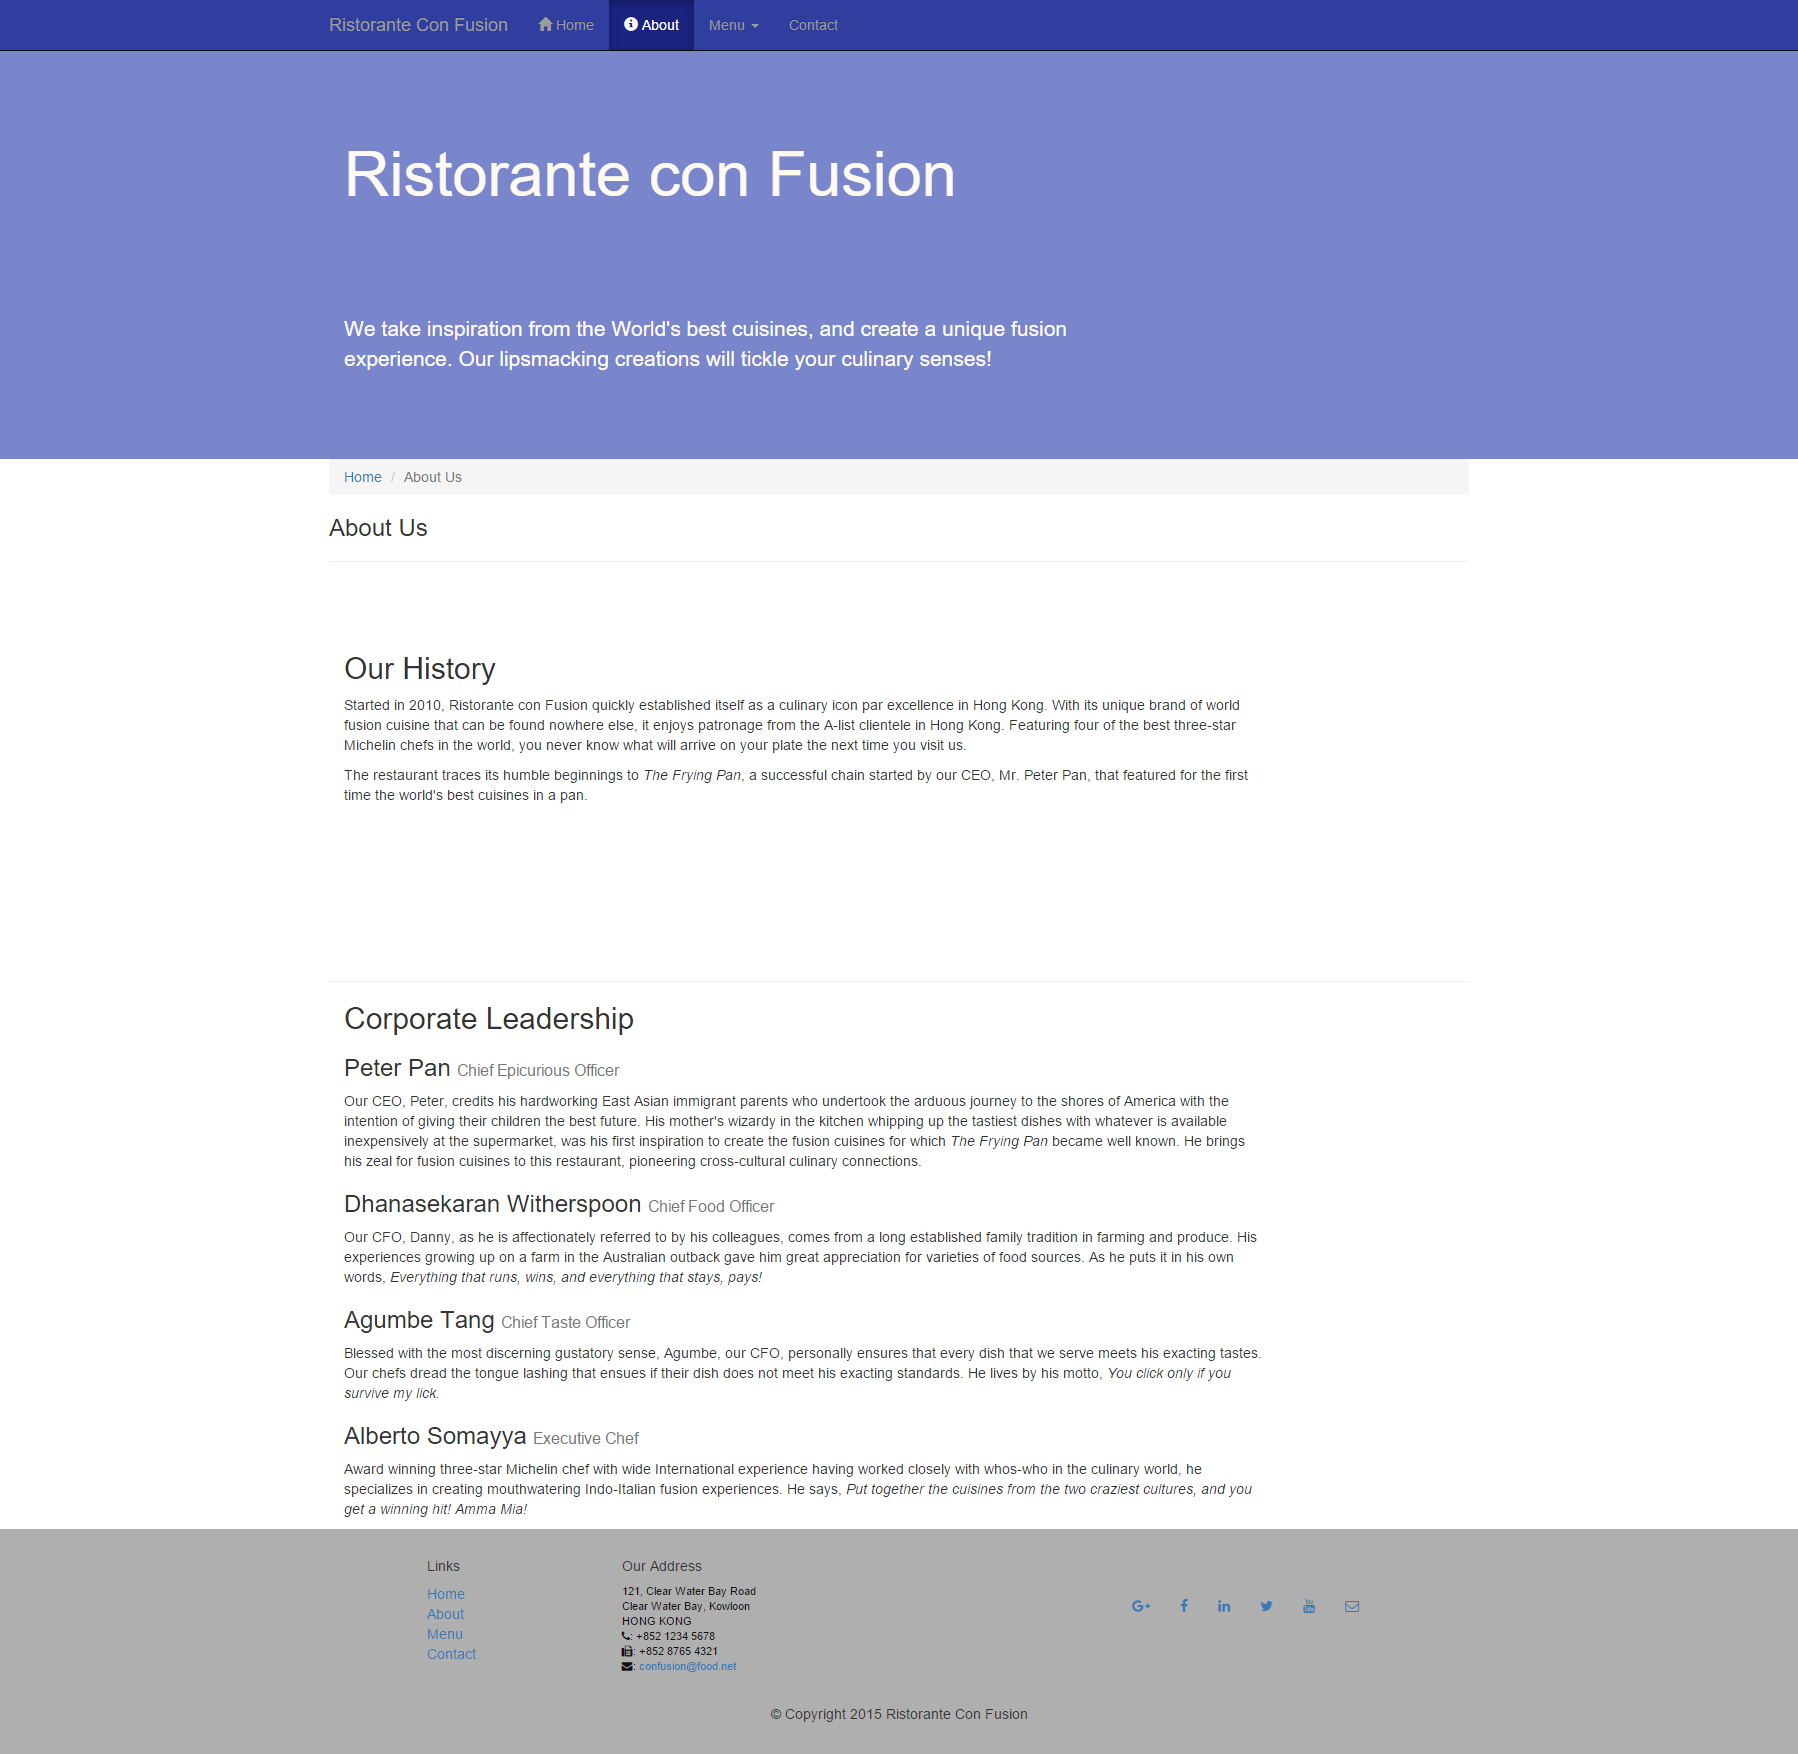 Ristorante Con Fusion Home About Menu Contact
Ristorante con Fusion
We take inspiration from the World's best cuisines, and create a unique fusion
experience. Our lipsmacking creations will tickle your culinary senses!
Home / About Us
About Us
Our History
Started in 2010, Ristorante con Fusion quickly established itself as a culinary icon par excellence in Hong Kong. With its unique brand of world
fusion cuisine that can be found nowhere else, it enjoys patronage from the A-list clientele in Hong Kong. Featuring four of the best three-star
Michelin chefs in the world, you never know what will arrive on your plate the next time you visit us.
The restaurant traces its humble beginnings to The Frying Pan, a successful chain started by our CEO, Mr. Peter Pan, that featured for the first
time the world's best cuisines in a pan.
Corporate Leadership
Peter Pan Chief Epicurious Officer
Our CEO, Peter, credits his hardworking East Asian immigrant parents who undertook the arduous journey to the shores of America with the
intention of giving their children the best future. His mother's wizardy in the kitchen whipping up the tastiest dishes with whatever is available
inexpensively at the supermarket, was his first inspiration to create the fusion cuisines for which The Frying Pan became well known. He brings
his zeal for fusion cuisines to this restaurant, pioneering cross-cultural culinary connections.
Dhanasekaran Witherspoon Chief Food Officer
Our CFO, Danny, as he is affectionately referred to by his colleagues, comes from a long established family tradition in farming and produce. His
experiences growing up on a farm in the Australian outback gave him great appreciation for varieties of food sources. As he puts it in his own
words, Everything that runs, wins, and everything that stays, pays!
Agumbe Tang Chief Taste Officer
Blessed with the most discerning gustatory sense, Agumbe, our CFO, personally ensures that every dish that we serve meets his exacting tastes.
Our chefs dread the tongue lashing that ensues if their dish does not meet his exacting standards. He lives by his motto, You click only if you
survive my lick.
Alberto Somayya Executive Chef
Award winning three-star Michelin chef with wide International experience having worked closely with whos-who in the culinary world, he
specializes in creating mouthwatering Indo-Italian fusion experiences. He says, Put together the cuisines from the two craziest cultures, and you
get a winning hit! Amma Mia!
Links
Home
About
Menu
Contact
Our Address
121, Clear Water Bay Road
Clear Water Bay, Kowloon
HONG KONG
: +852 1234 5678
: +852 8765 4321
: confusion@food.net
© Copyright 2015 Ristorante Con Fusion